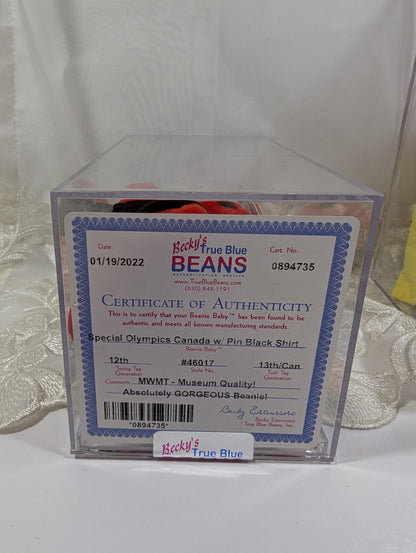 Date:
01/19/2022
Becky's
True Blue
BEANS
AUTHENTICATION SERVICE
www.TrueBlueBeans.com
(630) 848-1191
Cert. No.
0894735
CERTIFICATE OF AUTHENTICITY
This is to certify that your Beanie Baby™ has been found to be
authentic and meets all known manufacturing standards.
Special Olympics Canada w/ Pin Black Shirt
Beanie Baby™
12th #46017 13th/Can
Swing Tag Generation Style No. Tush Tag Generation
Comments MWMT - Museum Quality!
Absolutely GORGEOUS Beanie!
Becky Estenssoro
Becky Estenssoro
True Blue Beans, Inc.
*0894735*
Becky's
True Blue